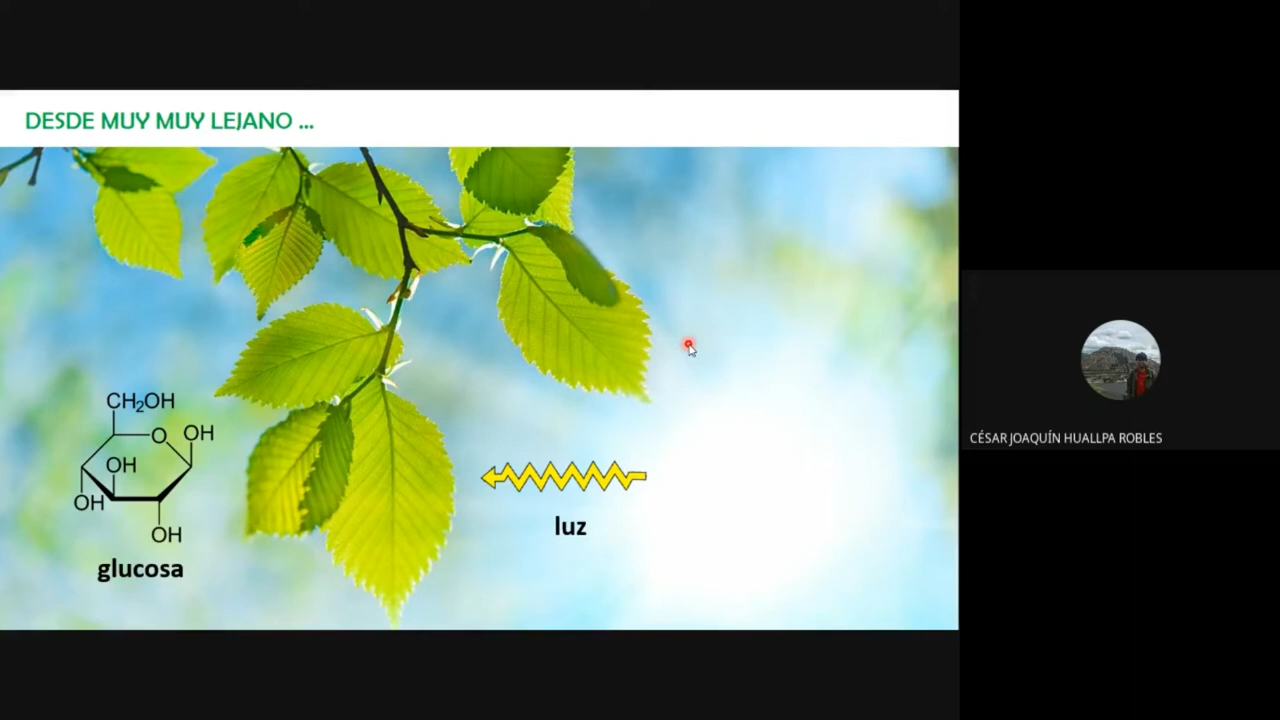 DESDE MUY MUY LEJANO ...
CH₂OH
O
OH
OH
OH
OH
glucosa
luz
CÉSAR JOAQUÍN HUALLPA ROBLES